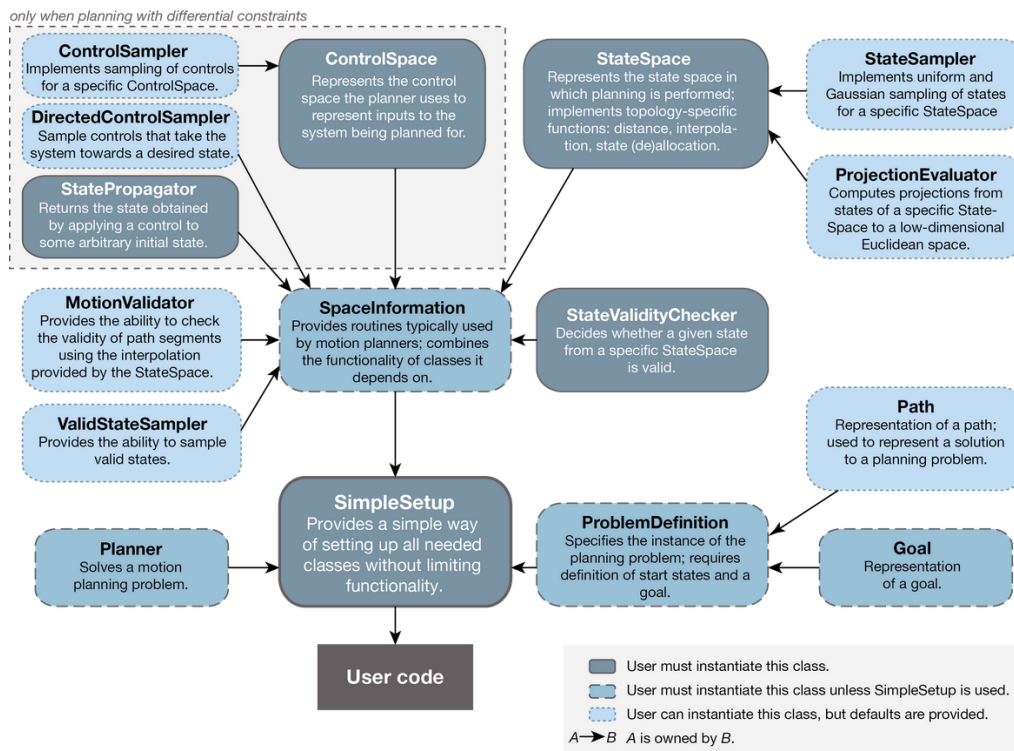 only when planning with differential constraints
ControlSampler
Implements sampling of controls
for a specific ControlSpace.
DirectedControlSampler
Sample controls that take the
system towards a desired state.
StatePropagator
Returns the state obtained
by applying a control to
some arbitrary initial state.
ControlSpace
Represents the control
space the planner uses to
represent inputs to the
system being planned for.
StateSpace
Represents the state space in
which planning is performed;
implements topology-specific
functions: distance, interpola-
tion, state (de)allocation.
StateSampler
Implements uniform and
Gaussian sampling of states
for a specific StateSpace
ProjectionEvaluator
Computes projections from
states of a specific State-
Space to a low-dimensional
Euclidean space.
MotionValidator
Provides the ability to check
the validity of path segments
using the interpolation
provided by the StateSpace.
SpaceInformation
Provides routines typically used
by motion planners; combines
the functionality of classes it
depends on.
StateValidityChecker
Decides whether a given state
from a specific StateSpace
is valid.
ValidStateSampler
Provides the ability to sample
valid states.
Path
Representation of a path;
used to represent a solution
to a planning problem.
Planner
Solves a motion
planning problem.
SimpleSetup
Provides a simple way
of setting up all needed
classes without limiting
functionality.
ProblemDefinition
Specifies the instance of the
planning problem; requires
definition of start states and a
goal.
Goal
Representation
of a goal.
User code
User must instantiate this class.
User must instantiate this class unless SimpleSetup is used.
User can instantiate this class, but defaults are provided.
A B A is owned by B.